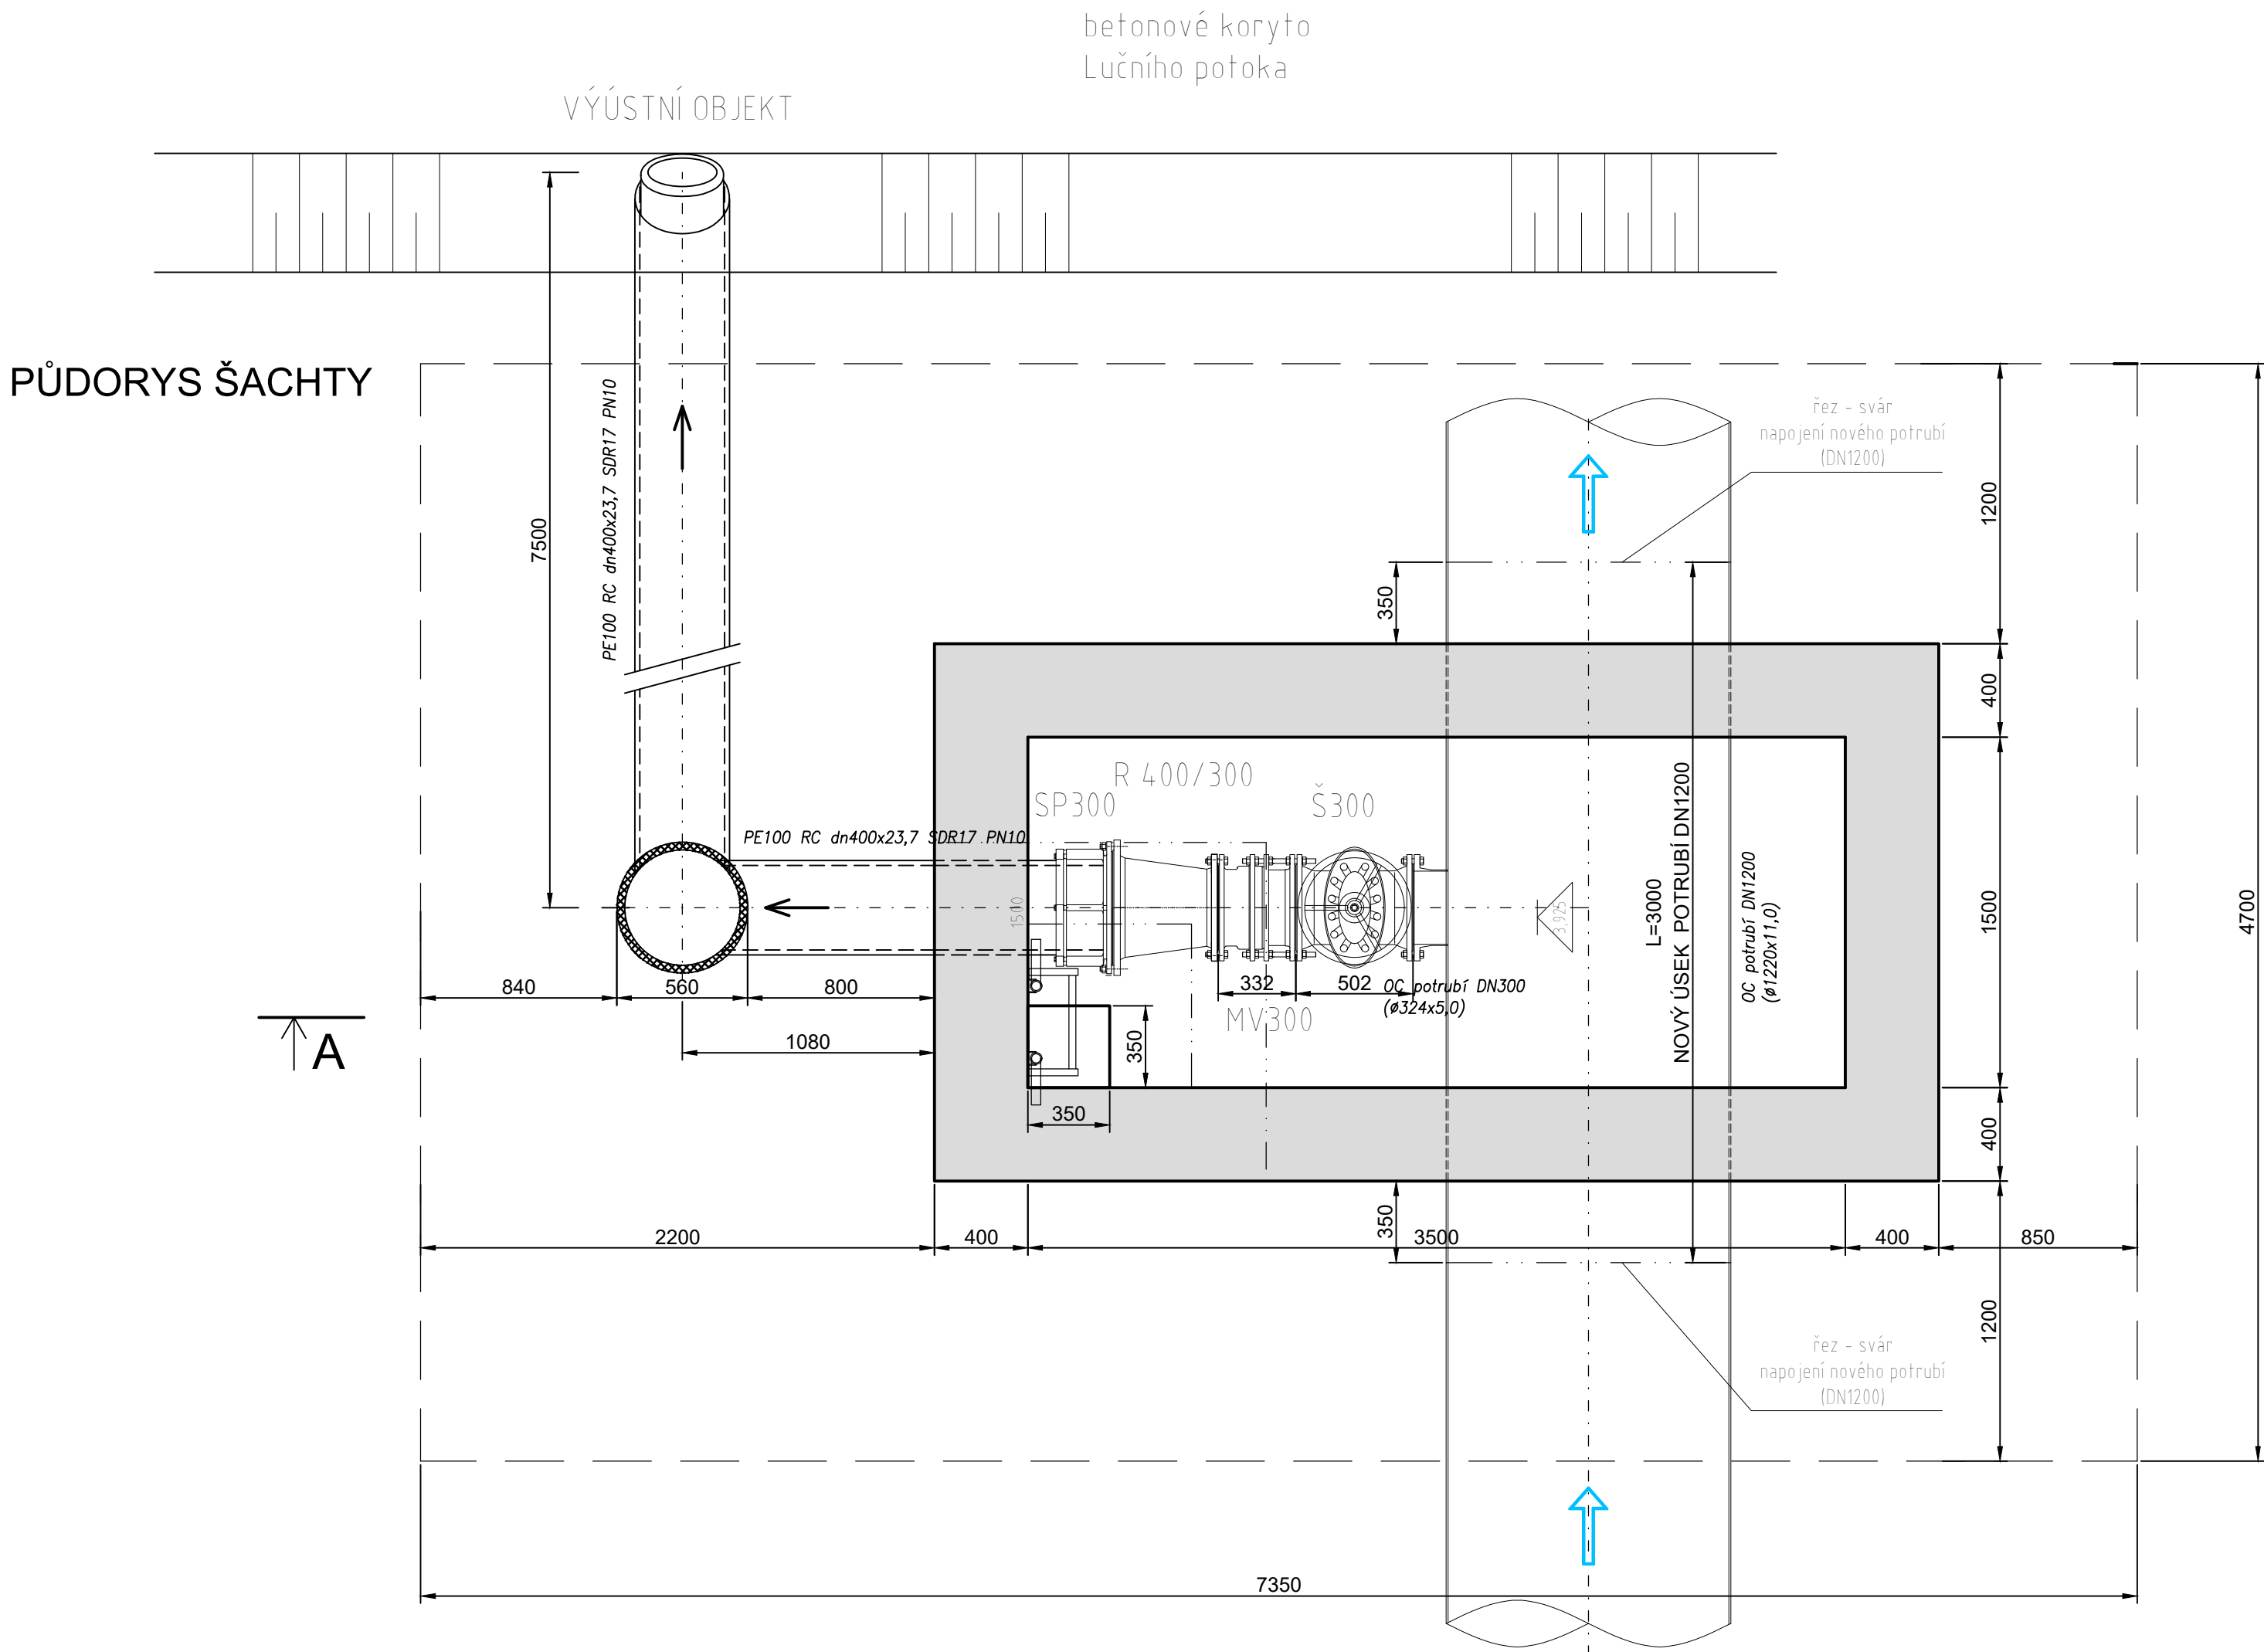 betonové koryto
Lučního potoka
VÝÚSTNÍ OBJEKT
PŮDORYS ŠACHTY
PE100 RC dn400x23,7 SDR17 PN10
7500
řez - svár
napojení nového potrubí
(DN1200)
1200
350
400
R 400/300
SP300
Š300
PE100 RC dn400x23,7 SDR17 PN10
1500
3,925
L=3000
NOVÝ ÚSEK POTRUBÍ DN1200
OC potrubí DN1200
(ø1220x11,0)
1500
4700
840
560
800
332
502
OC potrubí DN300
(ø324x5,0)
MV300
A
1080
350
350
400
2200
400
350
3500
400
850
1200
řez - svár
napojení nového potrubí
(DN1200)
7350